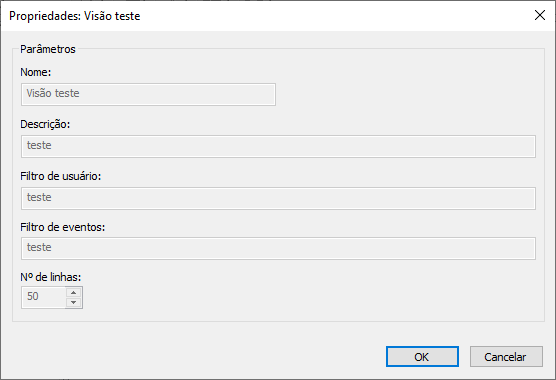 Propriedades: Visão teste
Parâmetros
Nome:
Visão teste
Descrição:
teste
Filtro de usuário:
teste
Filtro de eventos:
teste
Nº de linhas:
50
OK Cancelar